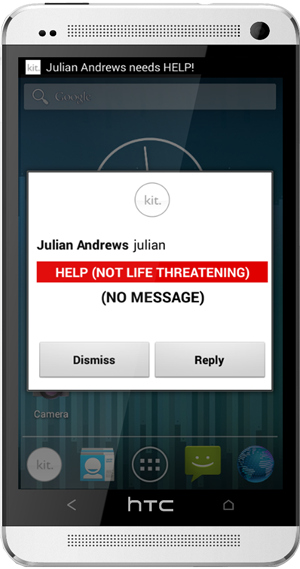 kit. Julian Andrews needs HELP!
Google
kit.
Julian Andrews julian
HELP (NOT LIFE THREATENING)
(NO MESSAGE)
Dismiss Reply
Camera
kit.
hTC